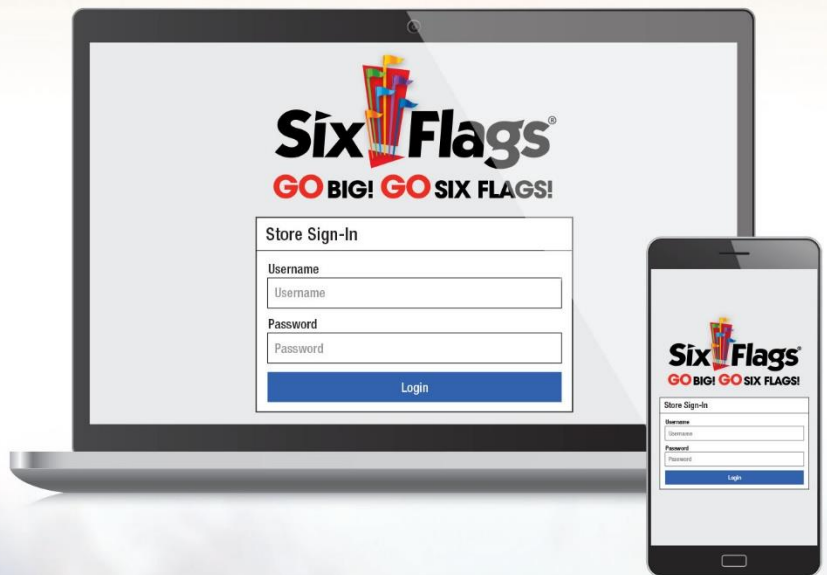 Six Flags®
GO BIG! GO SIX FLAGS!
Store Sign-In
Username
Username
Password
Password
Login
Six Flags®
GO BIG! GO SIX FLAGS!
Store Sign-In
Username
Username
Password
Password
Login